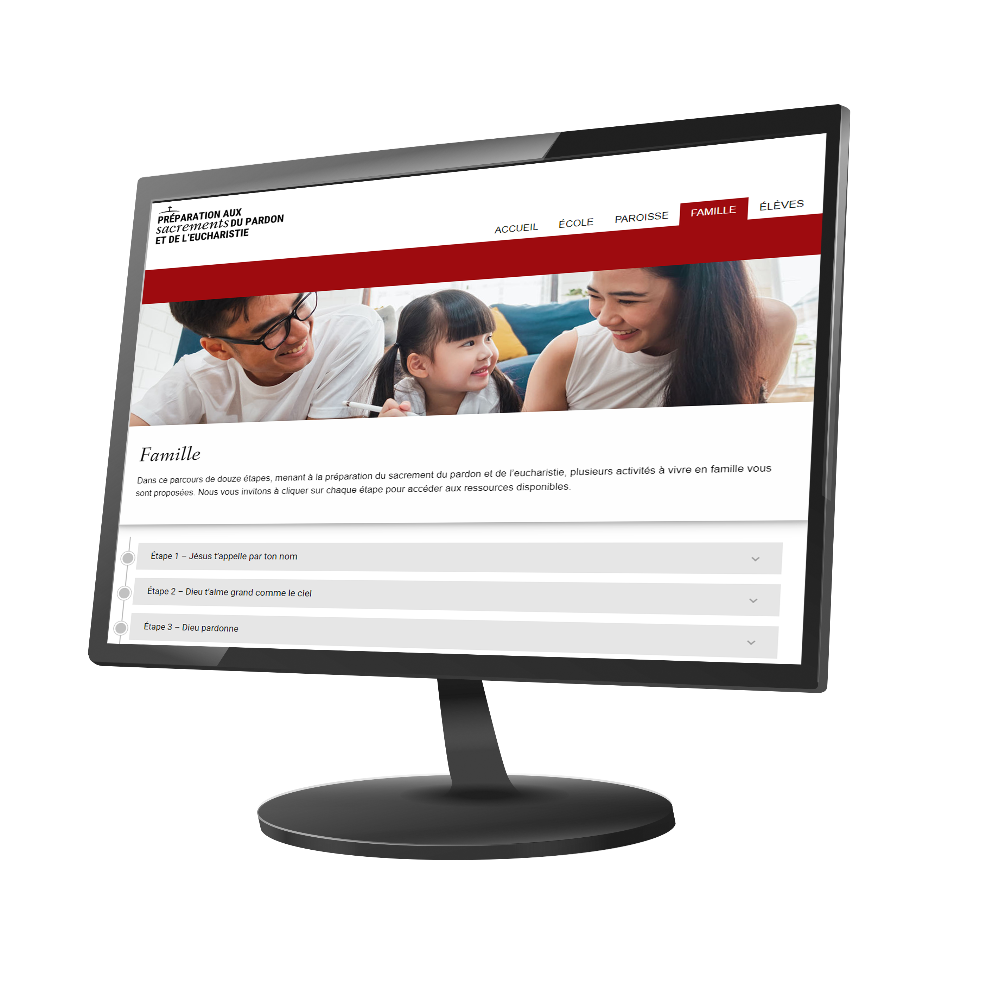 PRÉPARATION AUX
sacrements DU PARDON
ET DE L'EUCHARISTIE
ACCUEIL ÉCOLE PAROISSE FAMILLE ÉLÈVES
Famille
Dans ce parcours de douze étapes, menant à la préparation du sacrement du pardon et de l'eucharistie, plusieurs activités à vivre en famille vous
sont proposées. Nous vous invitons à cliquer sur chaque étape pour accéder aux ressources disponibles.
Étape 1 – Jésus t'appelle par ton nom
Étape 2 – Dieu t'aime grand comme le ciel
Étape 3 – Dieu pardonne